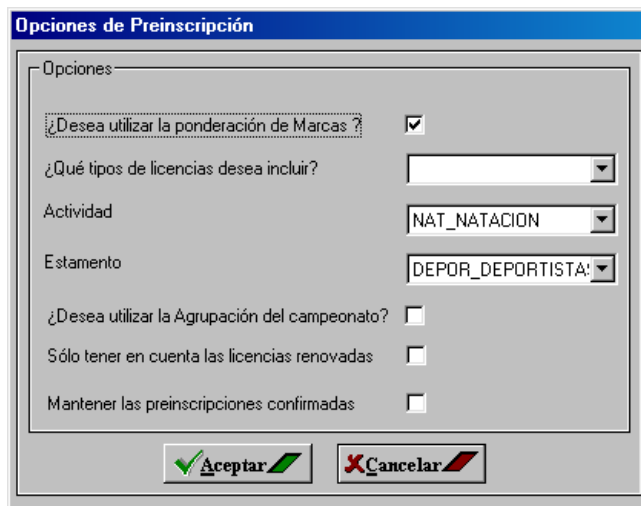 Opciones de Preinscripción
Opciones
¿Desea utilizar la ponderación de Marcas ?
¿Qué tipos de licencias desea incluir?
Actividad
NAT_NATACION
Estamento
DEPOR_DEPORTISTAS
¿Desea utilizar la Agrupación del campeonato?
Sólo tener en cuenta las licencias renovadas
Mantener las preinscripciones confirmadas
Aceptar
Cancelar